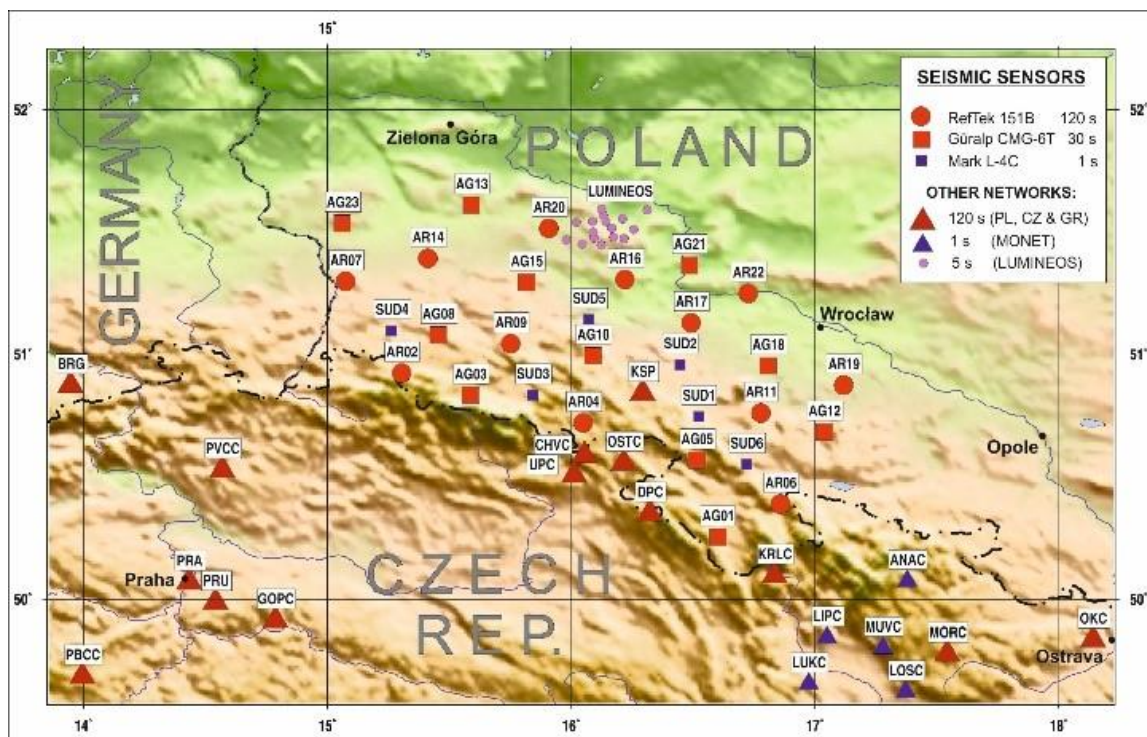 15°
52°
GERMANY
Zielona Góra
POLAND
SEISMIC SENSORS
RefTek 151B 120 s
Güralp CMG-6T 30 s
Mark L-4C 1 s
OTHER NETWORKS:
120 s (PL, CZ & GR)
1 s (MONET)
5 s (LUMINEOS)
52°
AG23
AG13
AR20
LUMINEOS
AR14
AR07
AG15
AR16
AG21
AR22
SUD4
AG08
AR09
SUD5
AG10
AR17
SUD2
Wrocław
51°
BRG
AR02
AG03
SUD3
KSP
AG18
AR19
51°
AR04
SUD1
AR11
AG12
PVCC
CHVC
UPC
OSTC
AG05
SUD6
Opole
DPC
AG01
AR06
CZECH
REP.
Praha
PRA
PRU
GOPC
KRLC
ANAC
50°
PBCC
LIPC
MUVC
MORC
OKC
50°
LUKC
LOSC
Ostrava
14°
15°
16°
17°
18°